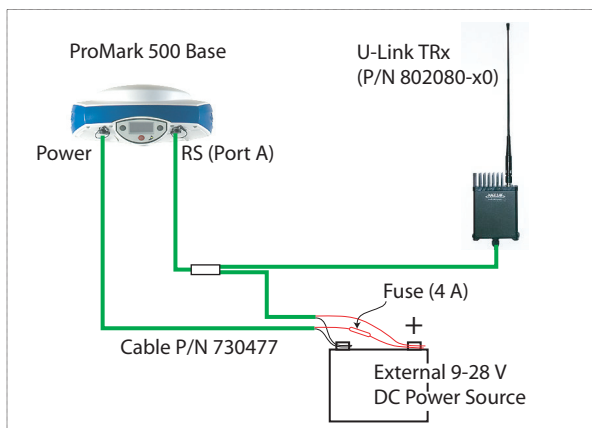 ProMark 500 Base
U-Link TRx
(P/N 802080-x0)
Power
RS (Port A)
Fuse (4 A)
+
Cable P/N 730477
External 9-28 V
DC Power Source